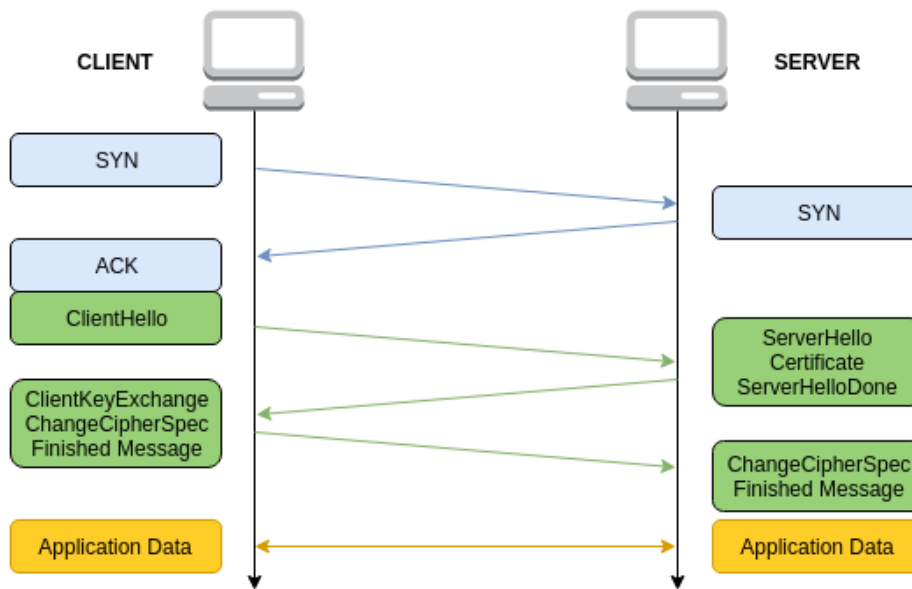 CLIENT
SERVER
SYN
SYN
ACK
ClientHello
ServerHello
Certificate
ServerHelloDone
ClientKeyExchange
ChangeCipherSpec
Finished Message
ChangeCipherSpec
Finished Message
Application Data
Application Data